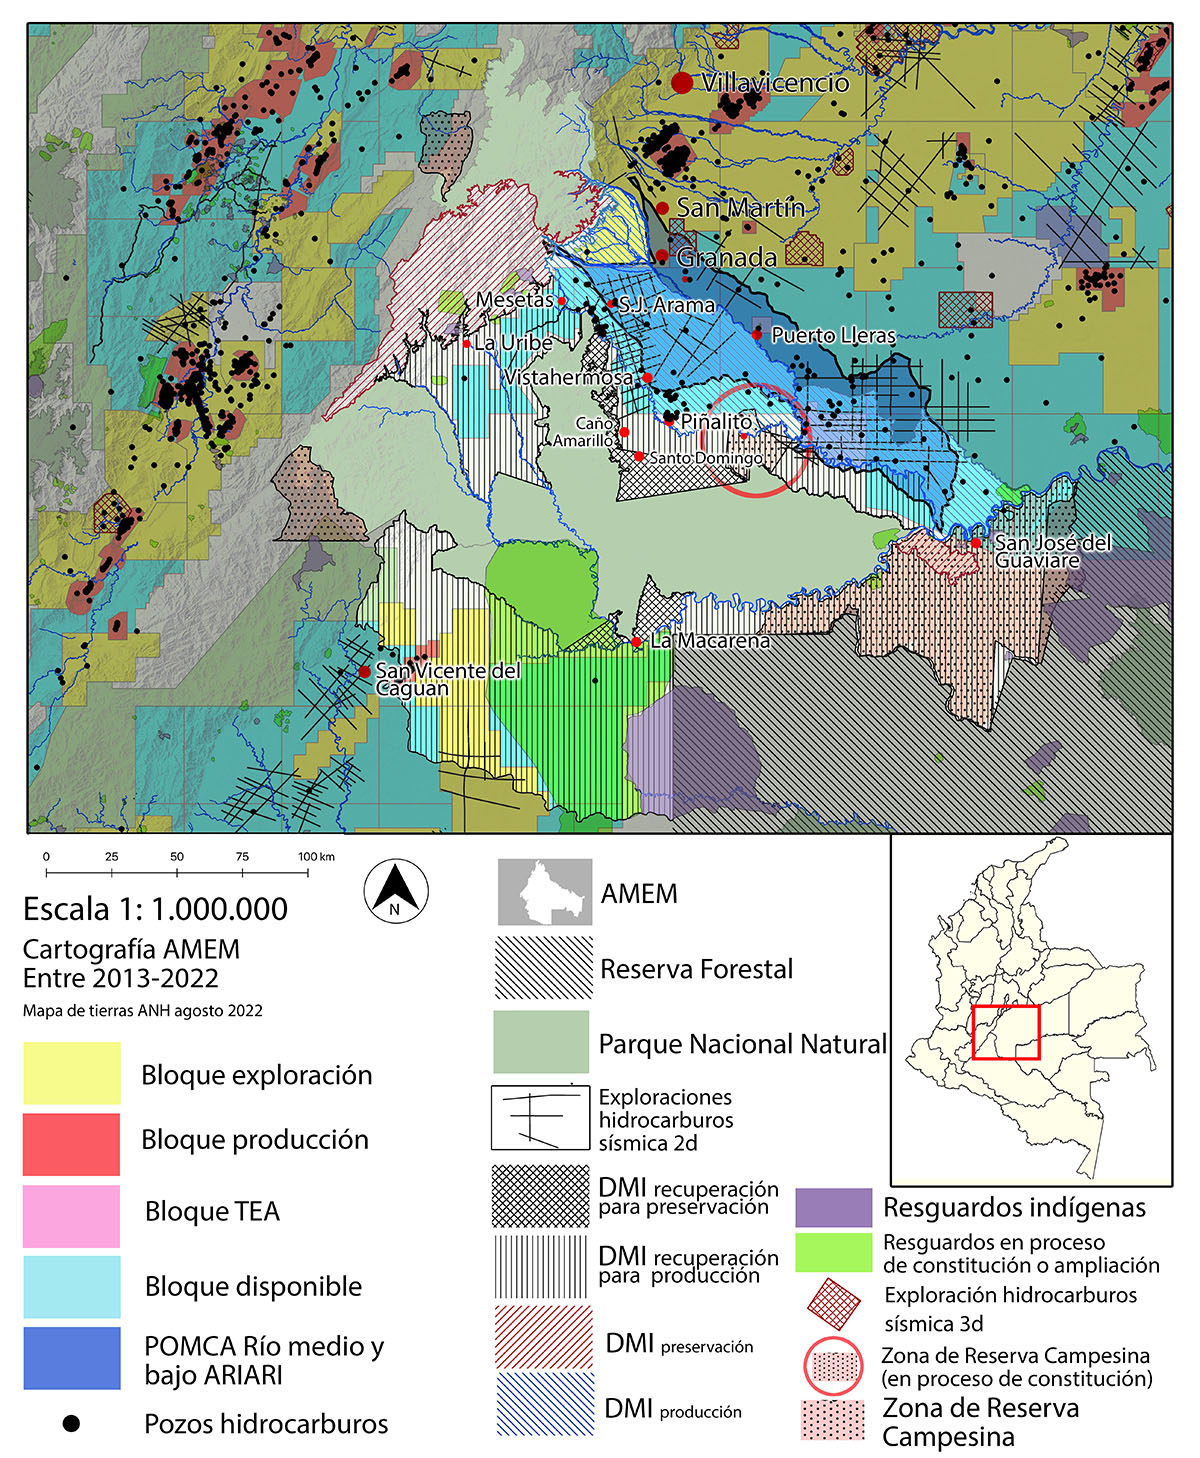 Villavicencio
San Martín
Granada
Mesetas
S.J. Arama
La Uribe
Puerto Lleras
Vistahermosa
Caño
Amarillo
Piñalito
Santo Domingo
San José del
Guaviare
La Macarena
San Vicente del
Caguan
0 25 50 75 100 km
N
Escala 1: 1.000.000
Cartografía AMEM
Entre 2013-2022
Mapa de tierras ANH agosto 2022
Bloque exploración
Bloque producción
Bloque TEA
Bloque disponible
POMCA Río medio y
bajo ARIARI
Pozos hidrocarburos
AMEM
Reserva Forestal
Parque Nacional Natural
Exploraciones
hidrocarburos
sísmica 2d
DMI recuperación
para preservación
DMI recuperación
para producción
DMI preservación
DMI producción
Resguardos indígenas
Resguardos en proceso
de constitución o ampliación
Exploración hidrocarburos
sísmica 3d
Zona de Reserva Campesina
(en proceso de constitución)
Zona de Reserva
Campesina